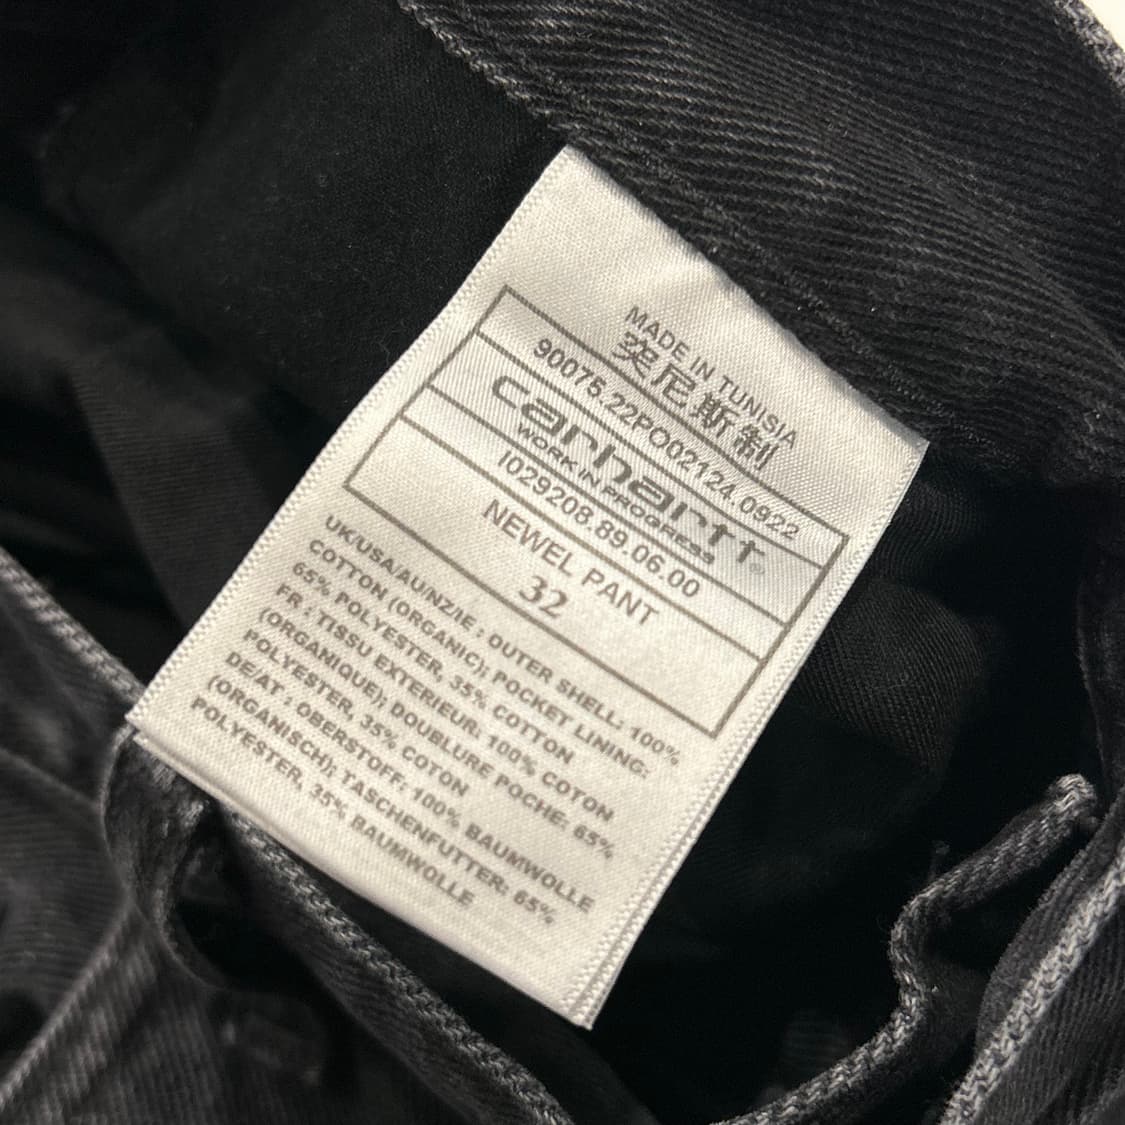 MADE IN TUNISIA
突尼斯制
90075.22PO02124.0922
carhartt®
WORK IN PROGRESS
I029208.89.06.00
NEWEL PANT
32
UK/USA/AU/NZ/IE : OUTER SHELL: 100%
COTTON (ORGANIC); POCKET LINING:
65% POLYESTER, 35% COTTON
FR : TISSU EXTERIEUR: 100% COTON
(ORGANIQUE); DOUBLURE POCHE: 65%
POLYESTER, 35% COTON
DE/AT : OBERSTOFF: 100% BAUMWOLLE
(ORGANISCH); TASCHENFUTTER: 65%
POLYESTER, 35% BAUMWOLLE